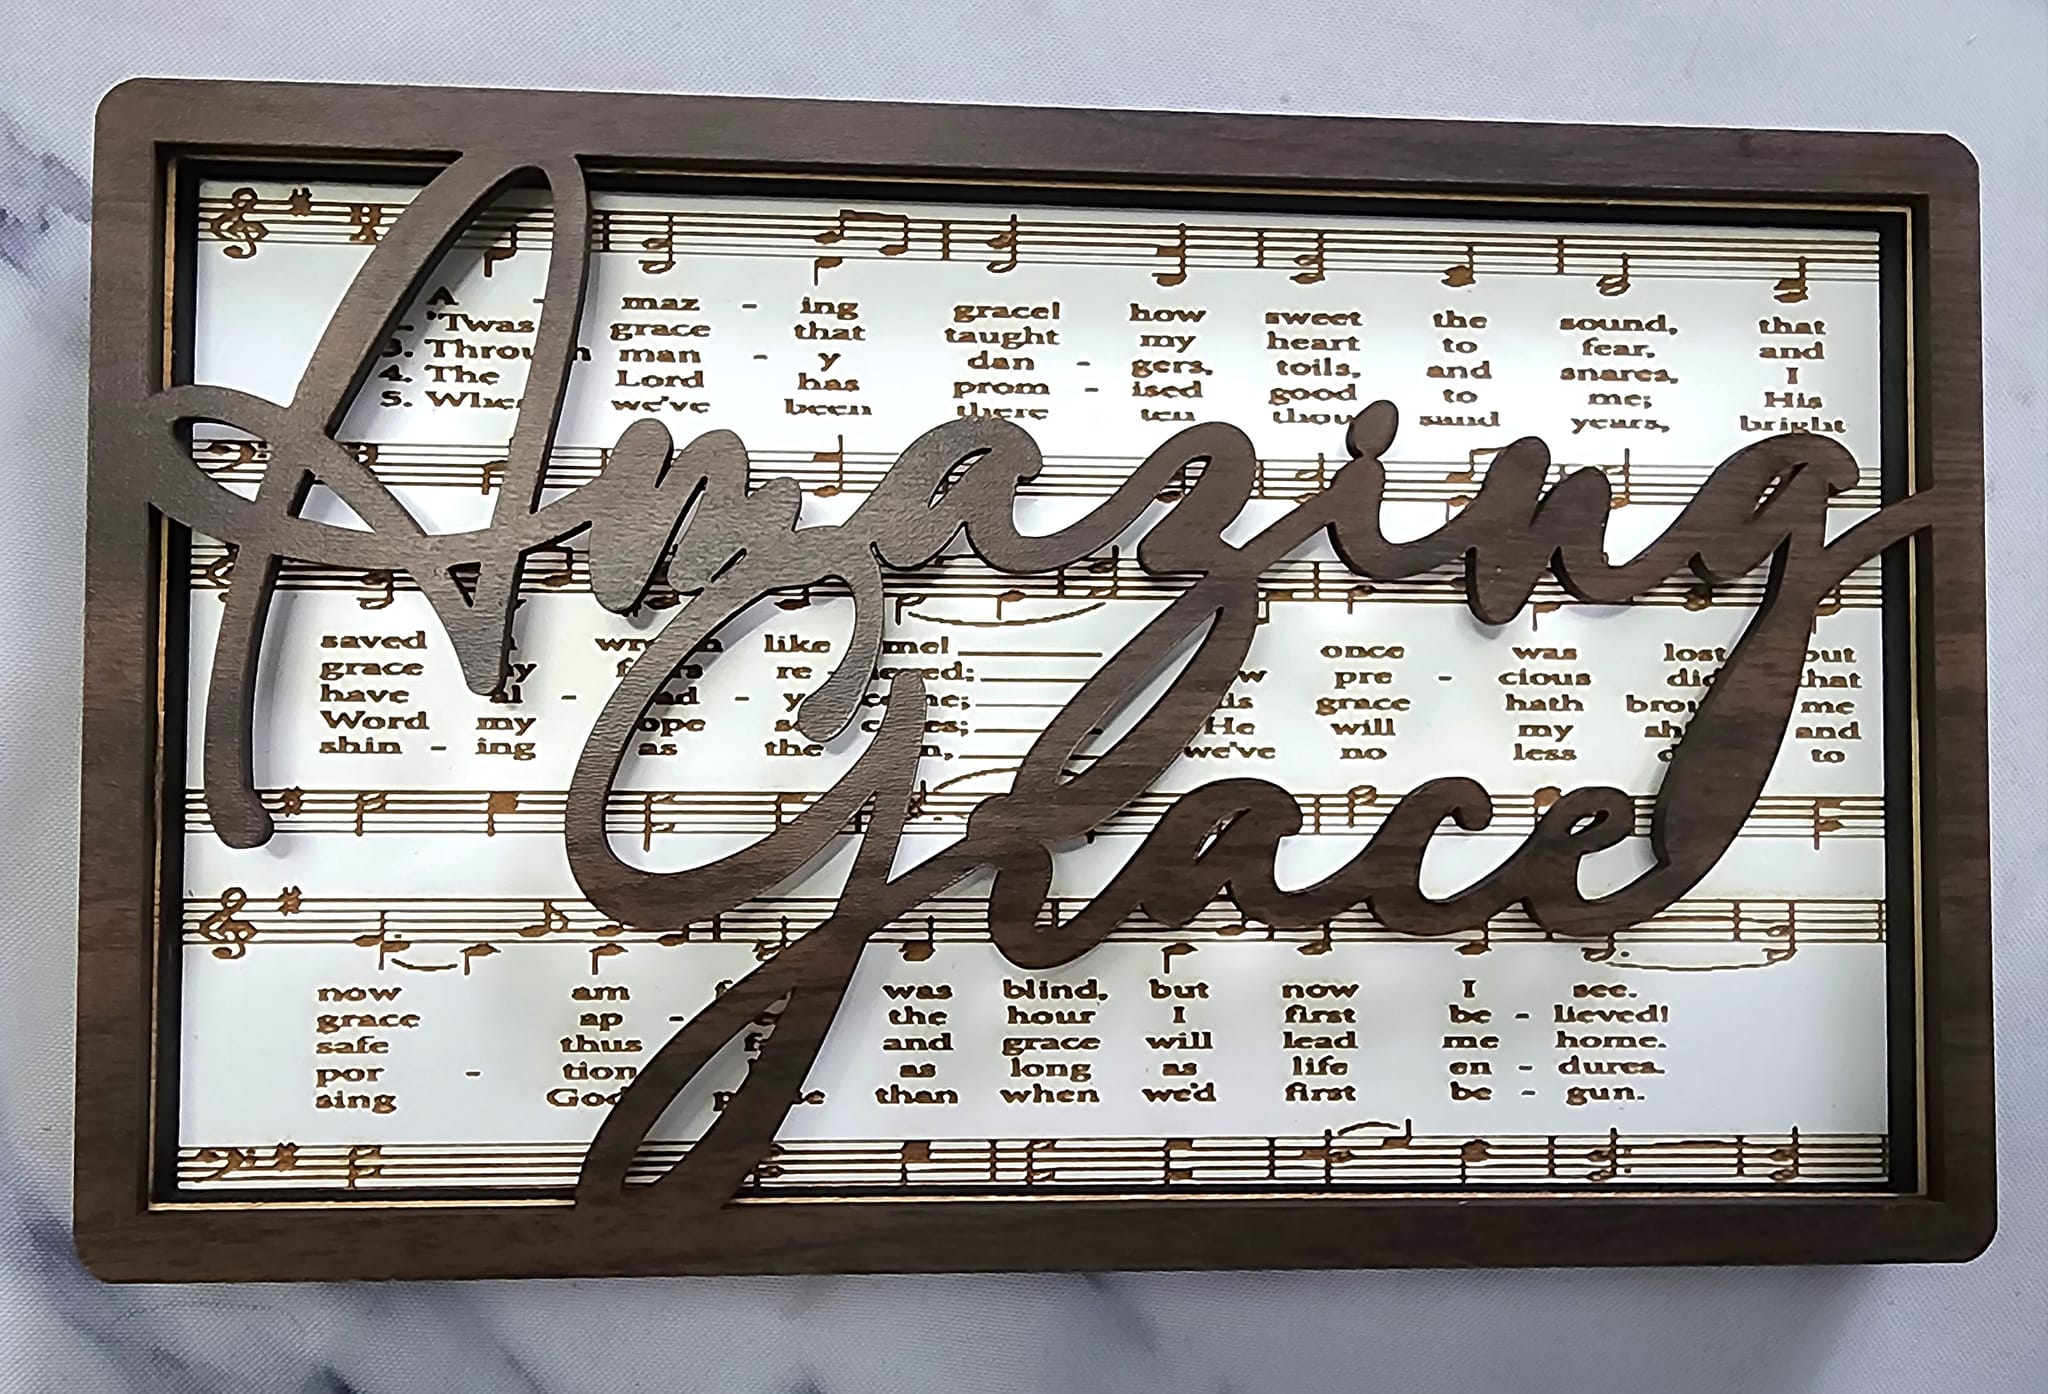 Amazing
Grace
A - maz - ing grace! how sweet the sound, that
'Twas grace that taught my heart to fear, and
3. Through man - y dan - gers, toils, and snares, I
4. The Lord has prom - ised good to me; His
5. When we've been there ten thou sand years, bright
saved like me! once was lost but
grace re - pre - cious did that
have al - ad - y grace hath me
Word my He will my and
shin - ing as the we've no less to
now am was blind, but now I see.
grace ap - the hour I first be - lieved!
safe thus and grace will lead me home.
por - tion as long as life en - dures.
sing God than when we'd first be - gun.